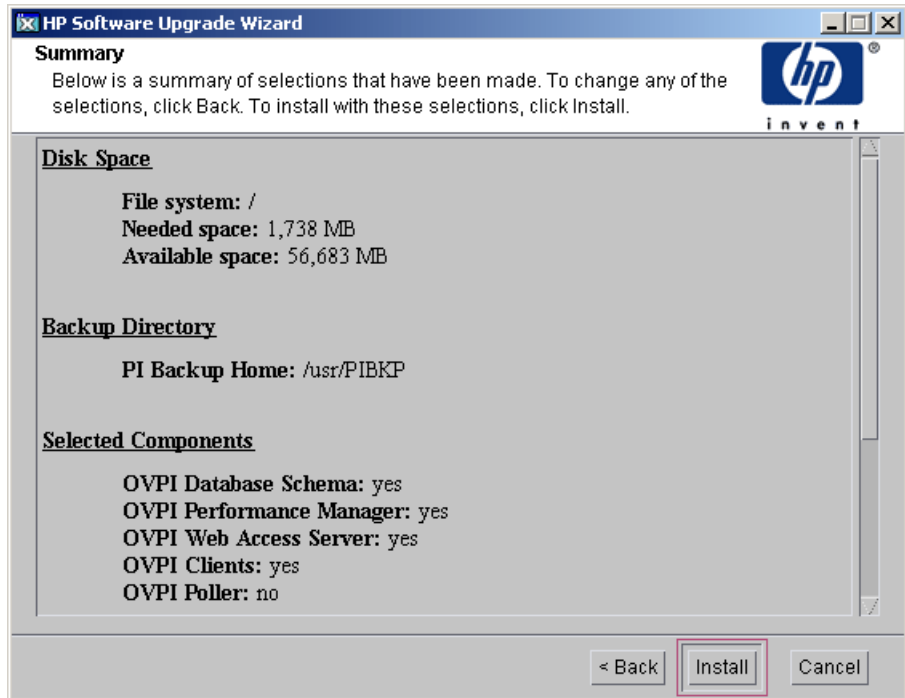 HP Software Upgrade Wizard
Summary
Below is a summary of selections that have been made. To change any of the
selections, click Back. To install with these selections, click Install.
hp
®
invent
Disk Space
File system: /
Needed space: 1,738 MB
Available space: 56,683 MB
Backup Directory
PI Backup Home: /usr/PIBKP
Selected Components
OVPI Database Schema: yes
OVPI Performance Manager: yes
OVPI Web Access Server: yes
OVPI Clients: yes
OVPI Poller: no
< Back
Install
Cancel